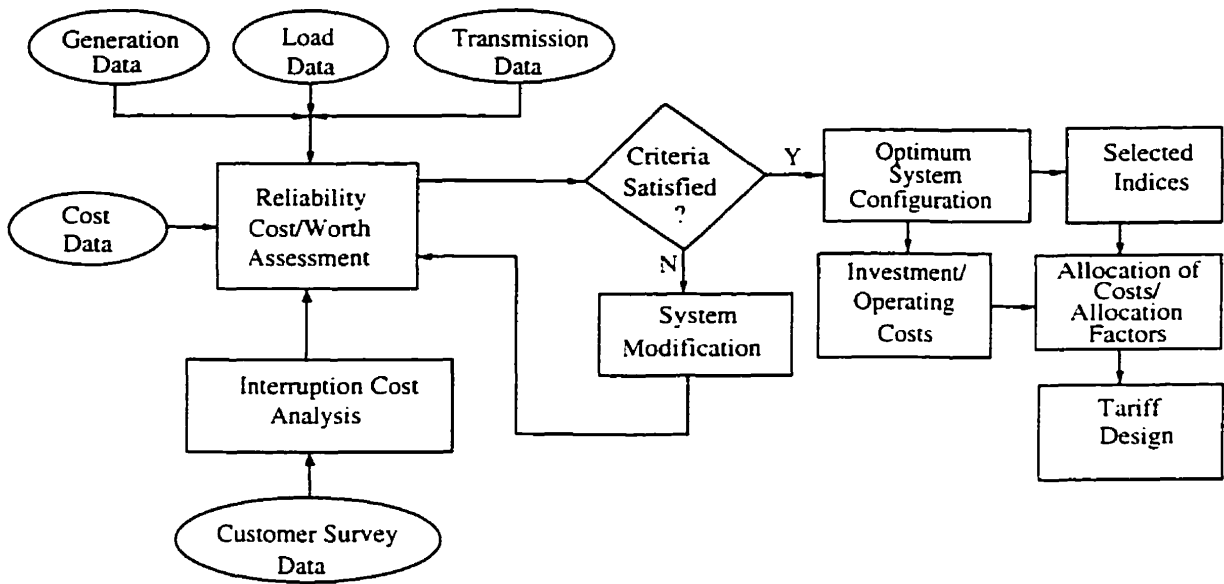 Generation
Data
Load
Data
Transmission
Data
Cost
Data
Reliability
Cost/Worth
Assessment
Interruption Cost
Analysis
Customer Survey
Data
Criteria
Satisfied
?
Y
N
System
Modification
Optimum
System
Configuration
Selected
Indices
Investment/
Operating
Costs
Allocation of
Costs/
Allocation
Factors
Tariff
Design